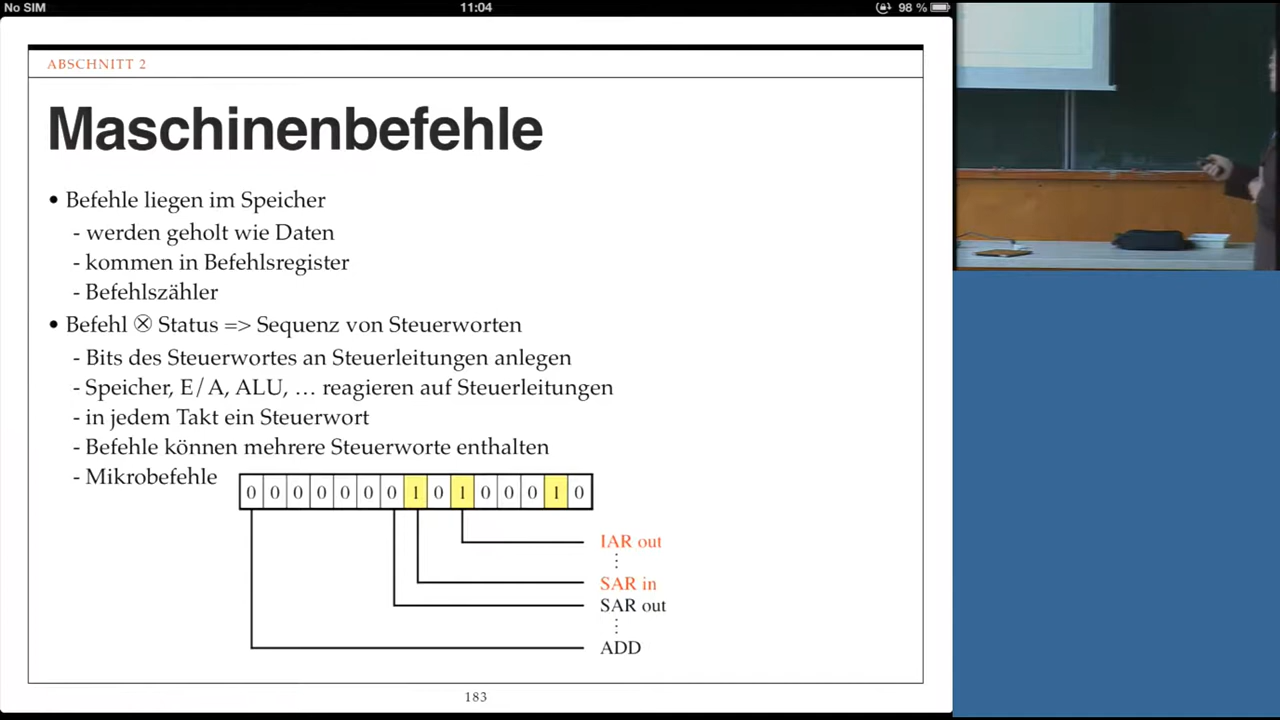 No SIM 11:04 98 %
ABSCHNITT 2
Maschinenbefehle
• Befehle liegen im Speicher
- werden geholt wie Daten
- kommen in Befehlsregister
- Befehlszähler
• Befehl ⊗ Status => Sequenz von Steuerworten
- Bits des Steuerwortes an Steuerleitungen anlegen
- Speicher, E/A, ALU, … reagieren auf Steuerleitungen
- in jedem Takt ein Steuerwort
- Befehle können mehrere Steuerworte enthalten
- Mikrobefehle
0 0 0 0 0 0 0 1 0 1 0 0 0 1 0
IAR out
⋮
SAR in
SAR out
⋮
ADD
183